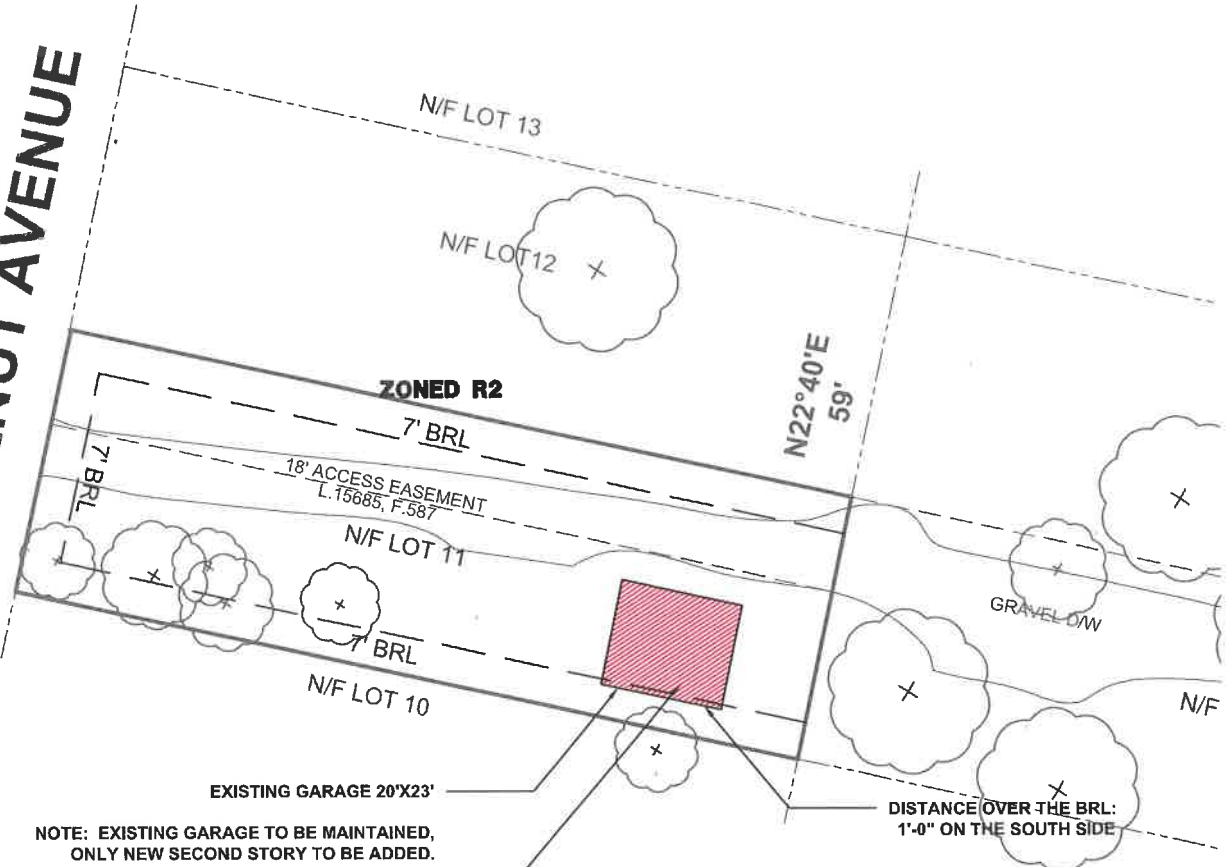 AVENUE
N/F LOT 13
N/F LOT12
N22°40'E
59'
ZONED R2
7' BRL
7' BRL
18' ACCESS EASEMENT
L.15685, F.587
N/F LOT 11
GRAVEL D/W
7' BRL
N/F LOT 10
N/F
EXISTING GARAGE 20'X23'
DISTANCE OVER THE BRL:
1'-0" ON THE SOUTH SIDE
NOTE: EXISTING GARAGE TO BE MAINTAINED,
ONLY NEW SECOND STORY TO BE ADDED.